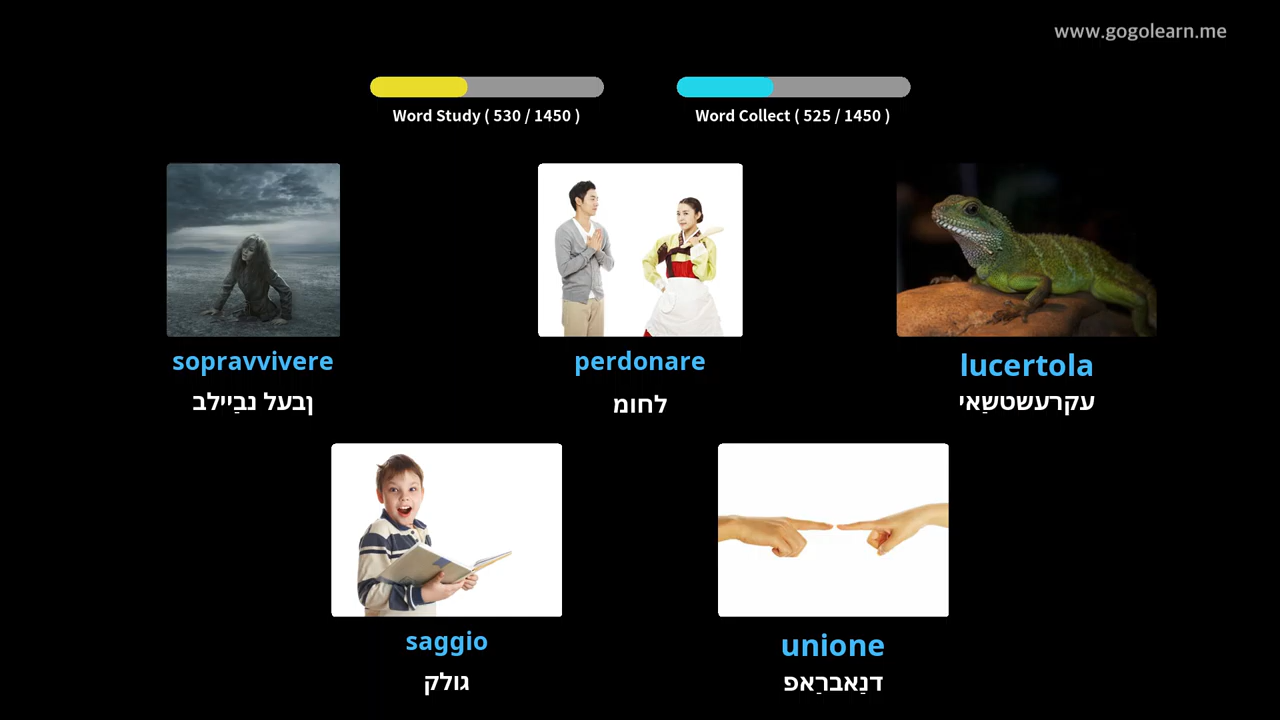 www.gogolearn.me
Word Study ( 530 / 1450 )
Word Collect ( 525 / 1450 )
sopravvivere
ןבעל נבַיילב
perdonare
לחומ
lucertola
עקרעשטשַאי
saggio
גולק
unione
דנַאברַאפ